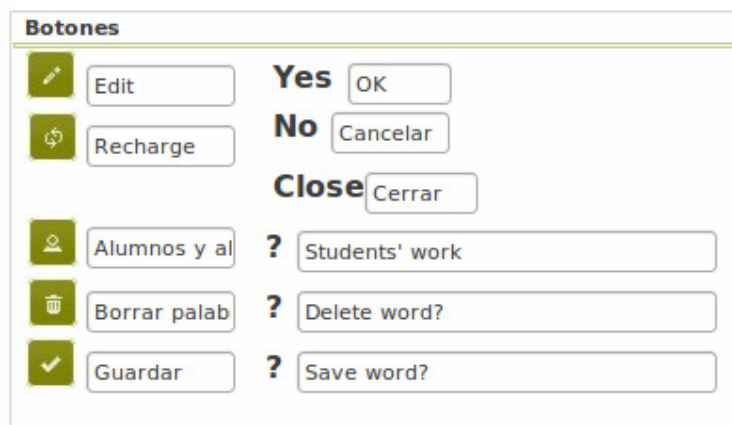 Botones
Edit Yes OK
Recharge No Cancelar
Close Cerrar
Alumnos y al ? Students' work
Borrar palab ? Delete word?
Guardar ? Save word?